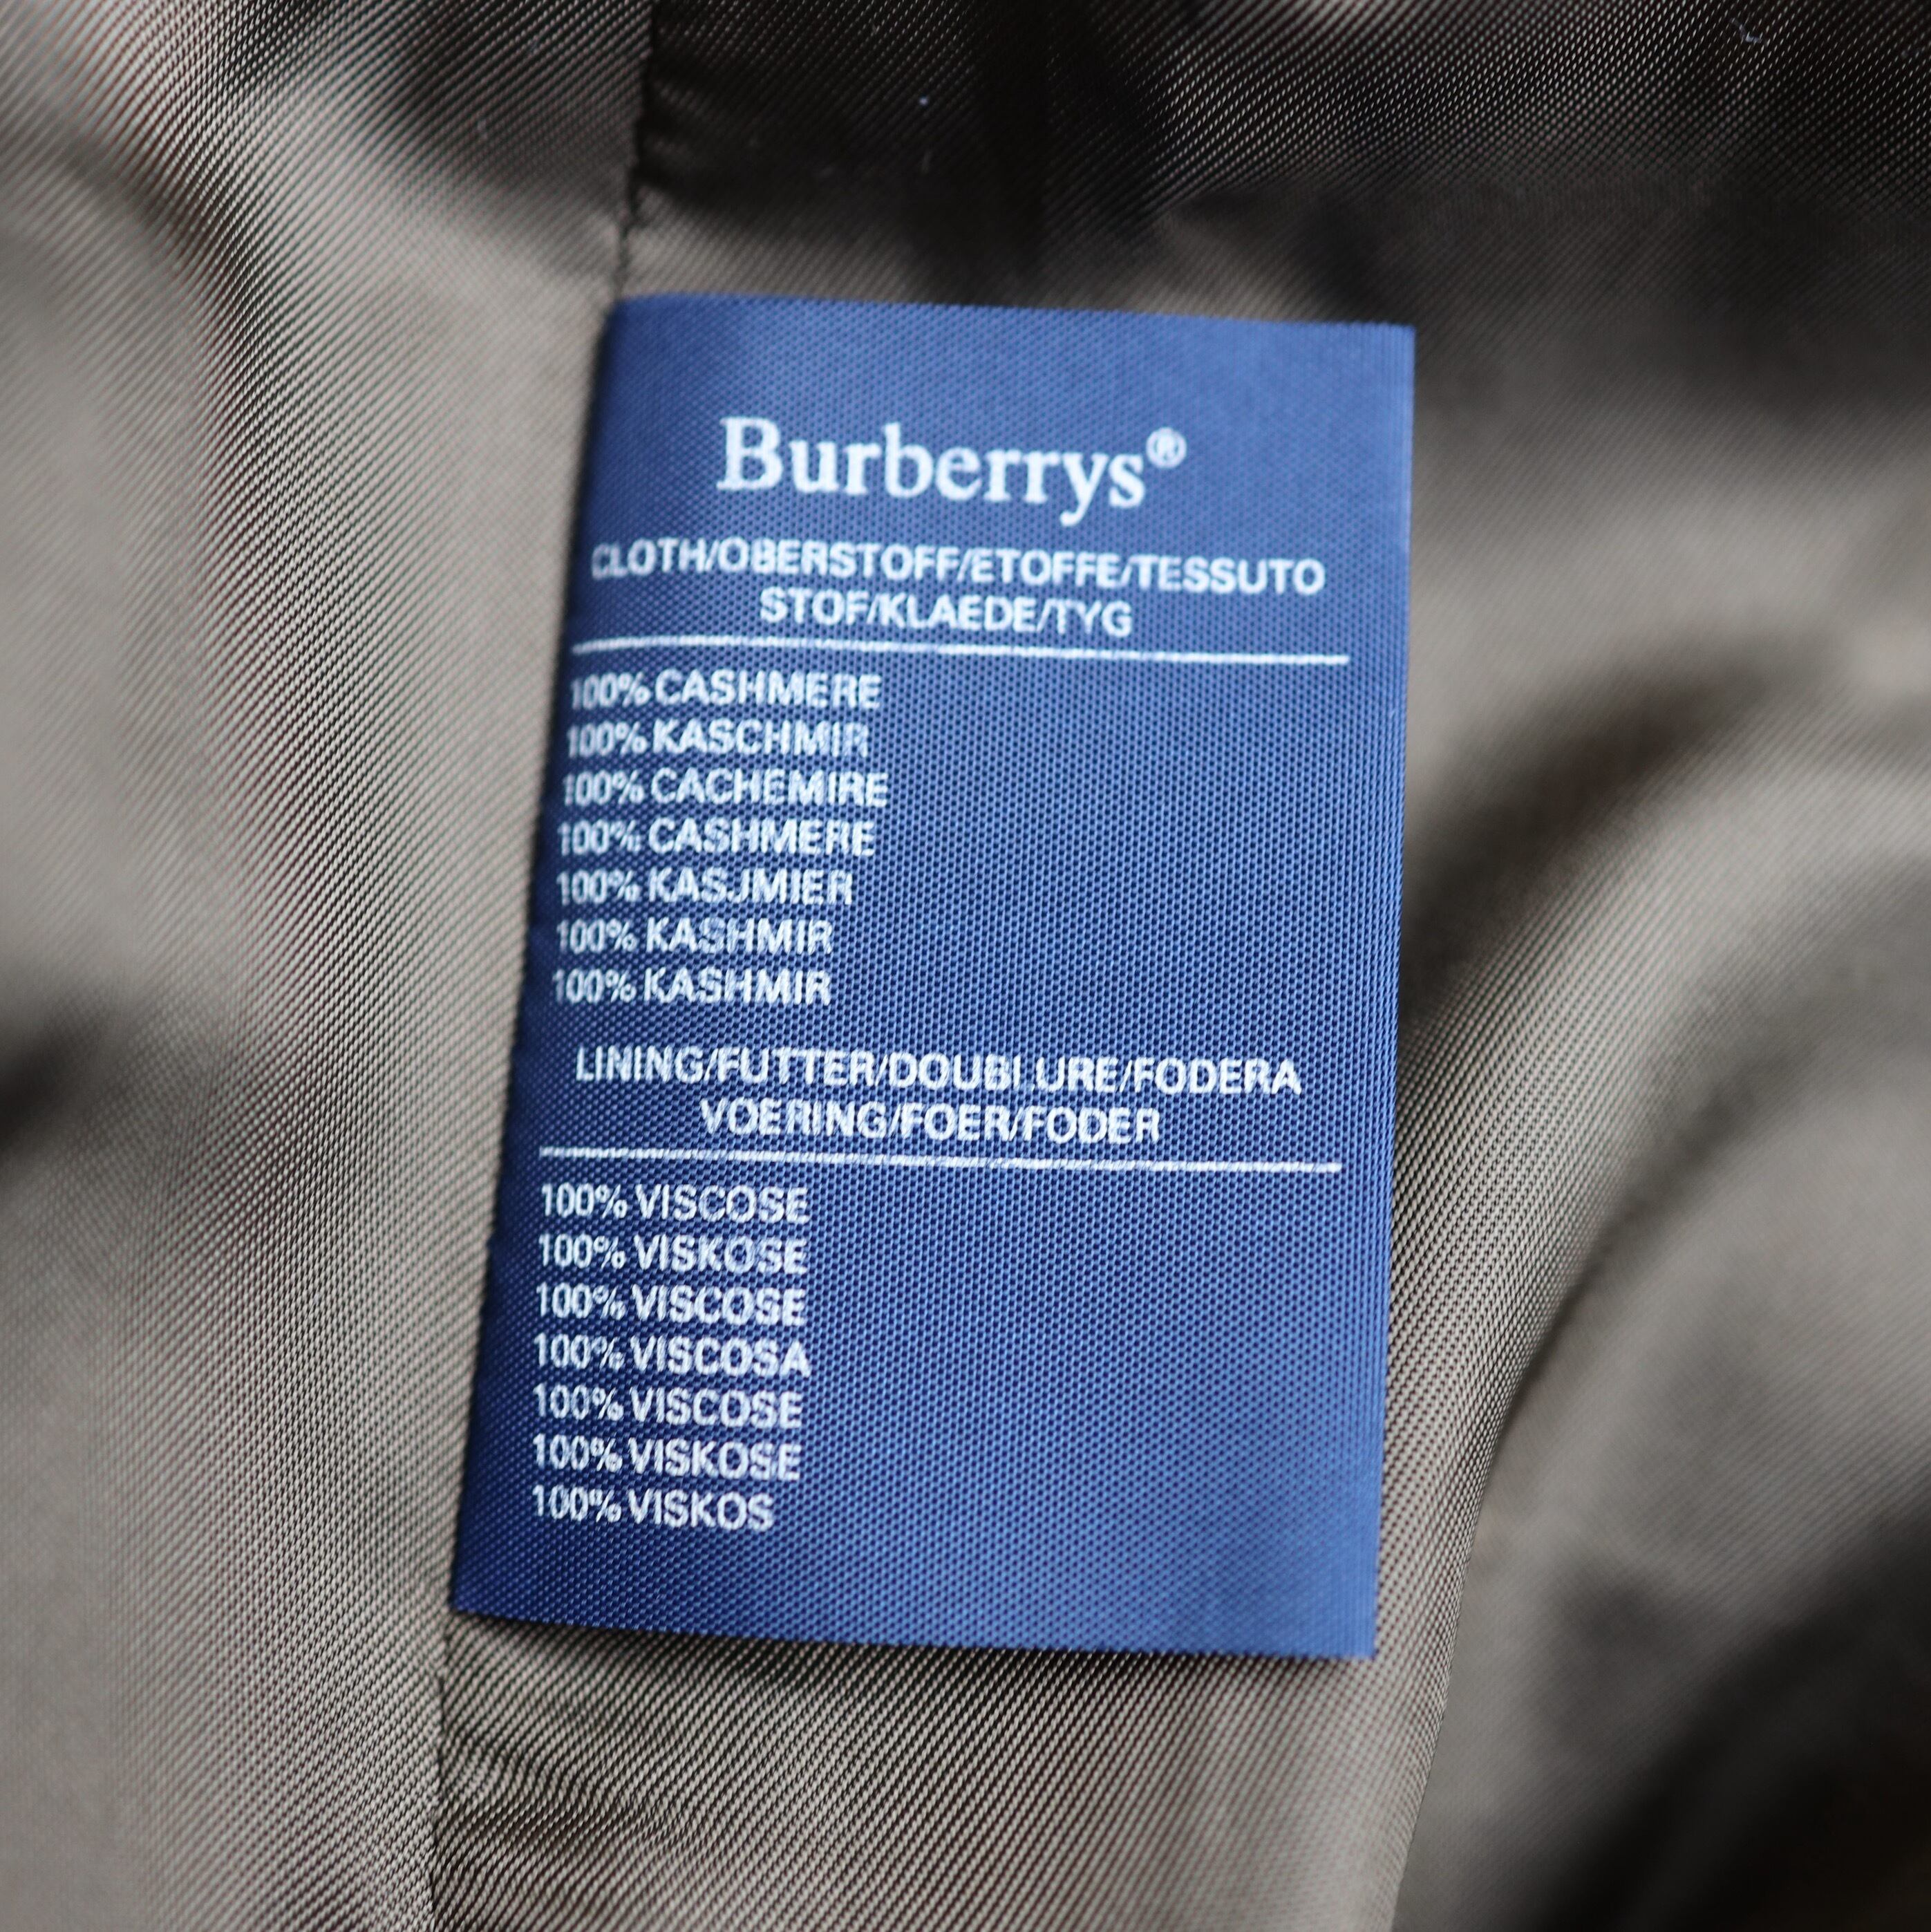 Burberrys®
CLOTH/OBERSTOFF/ETOFFE/TESSUTO
STOF/KLAEDE/TYG
100% CASHMERE
100% KASCHMIR
100% CACHEMIRE
100% CASHMERE
100% KASJMIER
100% KASHMIR
100% KASHMIR
LINING/FUTTER/DOUBLURE/FODERA
VOERING/FOER/FODER
100% VISCOSE
100% VISKOSE
100% VISCOSE
100% VISCOSA
100% VISCOSE
100% VISKOSE
100% VISKOS